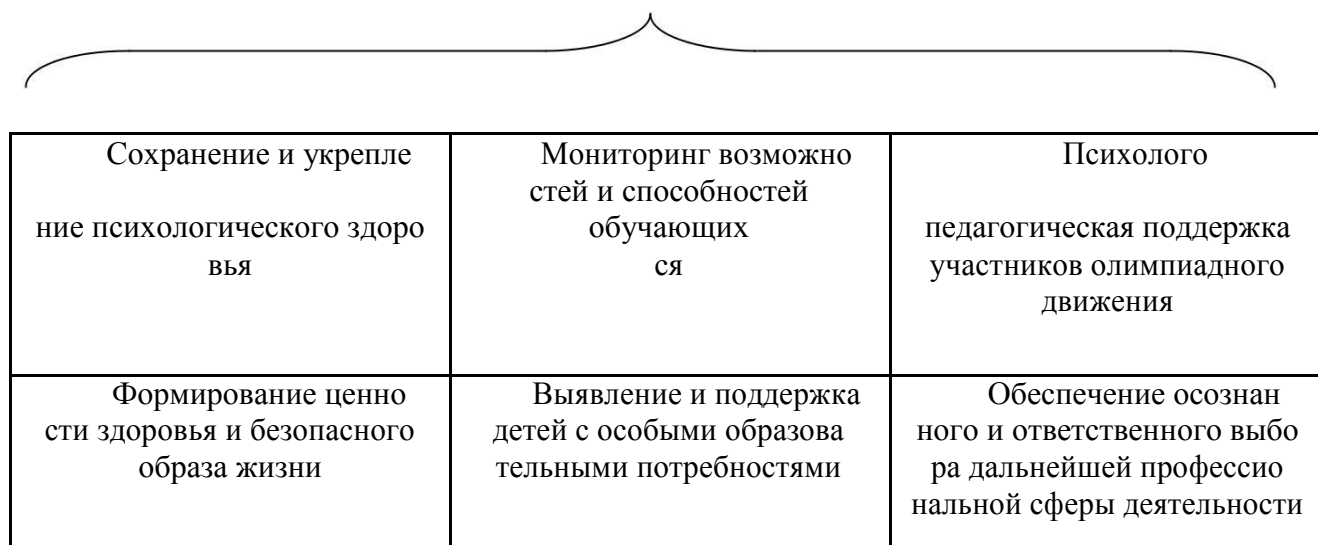 Сохранение и укрепле
ние психологического здоро
вья
Мониторинг возможно
стей и способностей
обучающих
ся
Психолого
педагогическая поддержка
участников олимпиадного
движения
Формирование ценно
сти здоровья и безопасного
образа жизни
Выявление и поддержка
детей с особыми образова
тельными потребностями
Обеспечение осознан
ного и ответственного выбо
ра дальнейшей профессио
нальной сферы деятельности